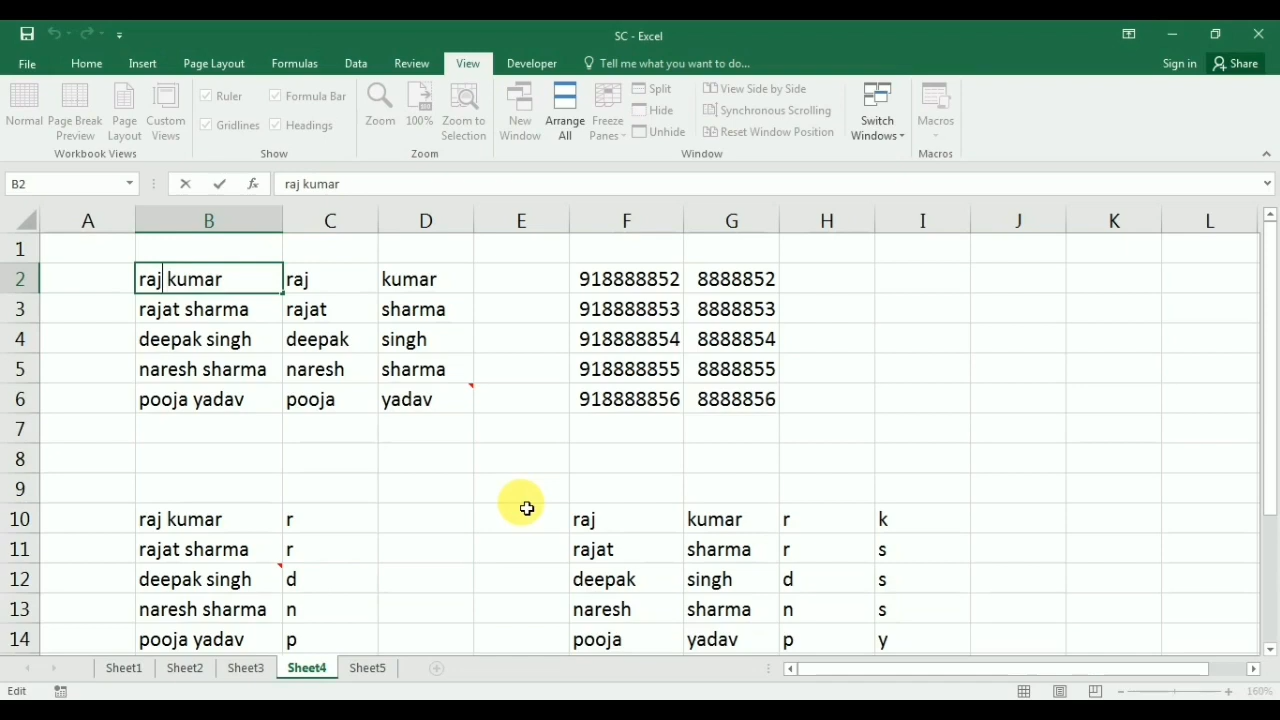 SC - Excel
File Home Insert Page Layout Formulas Data Review View Developer Tell me what you want to do... Sign in Share
Ruler Formula Bar Split View Side by Side
Gridlines Headings Hide Synchronous Scrolling
Unhide Reset Window Position
Normal Page Break Preview Page Layout Custom Views Zoom 100% Zoom to Selection New Window Arrange All Freeze Panes Switch Windows Macros
Workbook Views Show Zoom Window Macros
B2 fx raj kumar
A B C D E F G H I J K L
1
2 raj kumar raj kumar 918888852 8888852
3 rajat sharma rajat sharma 918888853 8888853
4 deepak singh deepak singh 918888854 8888854
5 naresh sharma naresh sharma 918888855 8888855
6 pooja yadav pooja yadav 918888856 8888856
7
8
9
10 raj kumar r raj kumar r k
11 rajat sharma r rajat sharma r s
12 deepak singh d deepak singh d s
13 naresh sharma n naresh sharma n s
14 pooja yadav p pooja yadav p y
Sheet1 Sheet2 Sheet3 Sheet4 Sheet5
Edit 160%